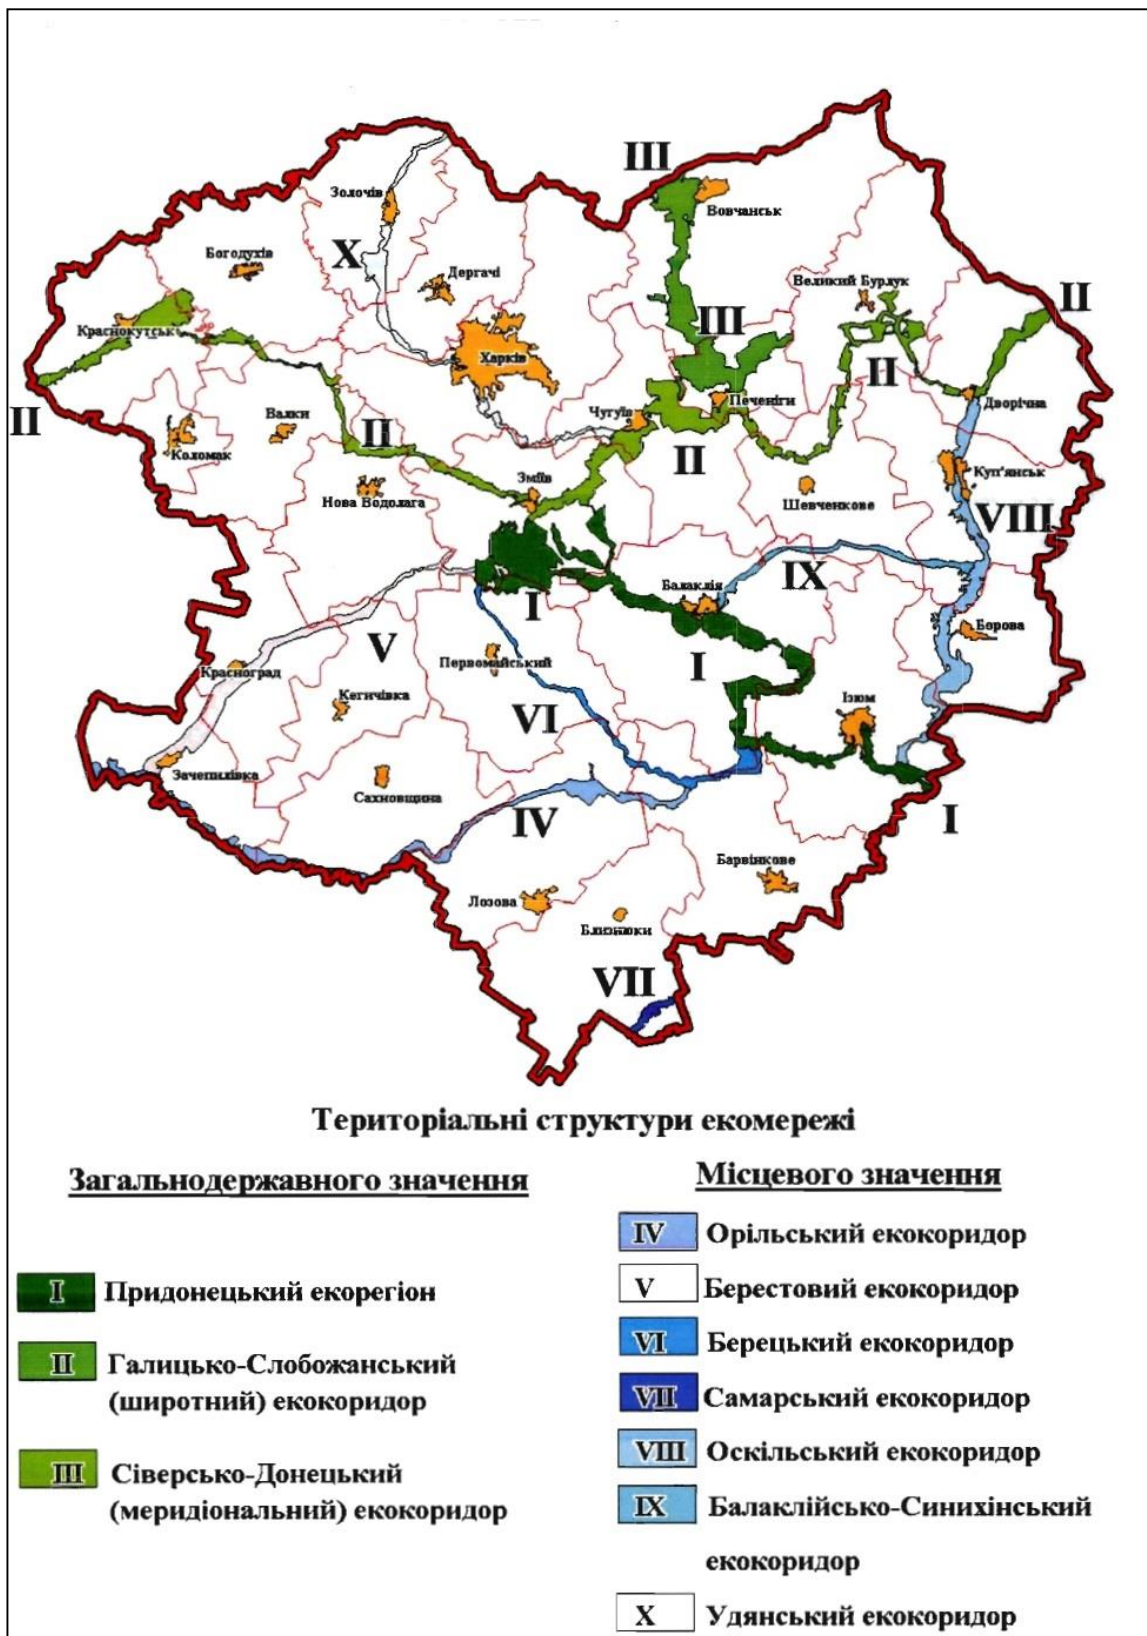 III
Вовчанськ
Золочів
X
Богодухів
Дергачі
Великий Бурлук
II
Краснокутськ
III
Харків
II
Печеніги
Дворічна
II
Валки
Чугуїв
Коломак
II
II
Куп'янськ
Нова Водолага
Зміїв
Шевченкове
VIII
Балаклія
IX
I
Борова
V
Первомайський
I
Красноград
Кегичівка
VI
Ізюм
Зачепилівка
Сахновщина
IV
I
Барвінкове
Лозова
Близнюки
VII
Територіальні структури екомережі
Загальнодержавного значення
I Придонецький екорегіон
II Галицько-Слобожанський
(широтний) екокоридор
III Сіверсько-Донецький
(меридіональний) екокоридор
Місцевого значення
IV Орільський екокоридор
V Берестовий екокоридор
VI Берецький екокоридор
VII Самарський екокоридор
VIII Оскільський екокоридор
IX Балаклійсько-Синихінський
екокоридор
X Удянський екокоридор